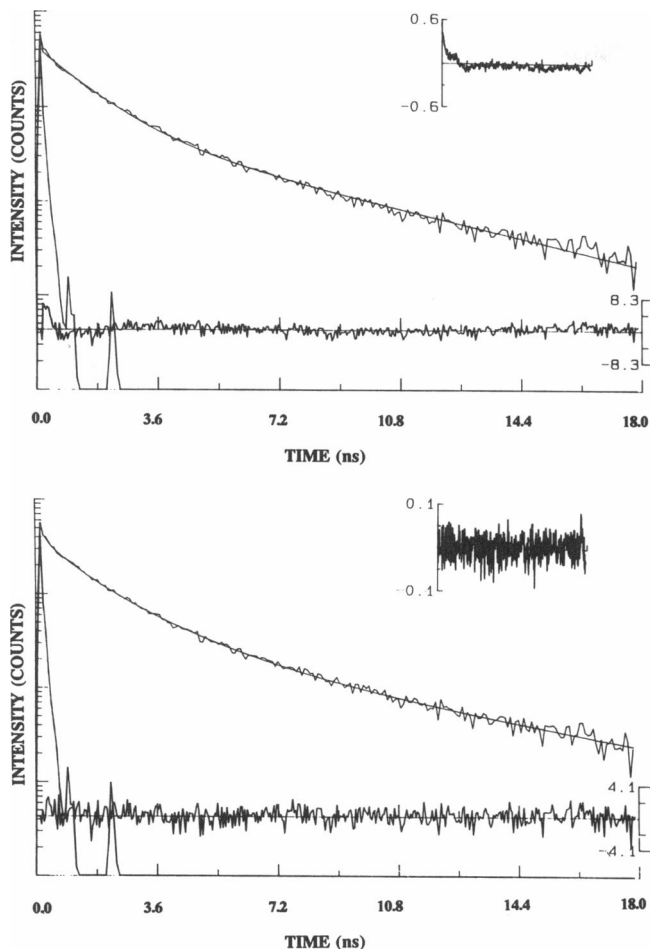 0.6
-0.6
INTENSITY (COUNTS)
8.3
-8.3
0.0 3.6 7.2 10.8 14.4 18.0
TIME (ns)
0.1
-0.1
INTENSITY (COUNTS)
4.1
-4.1
0.0 3.6 7.2 10.8 14.4 18.0
TIME (ns)